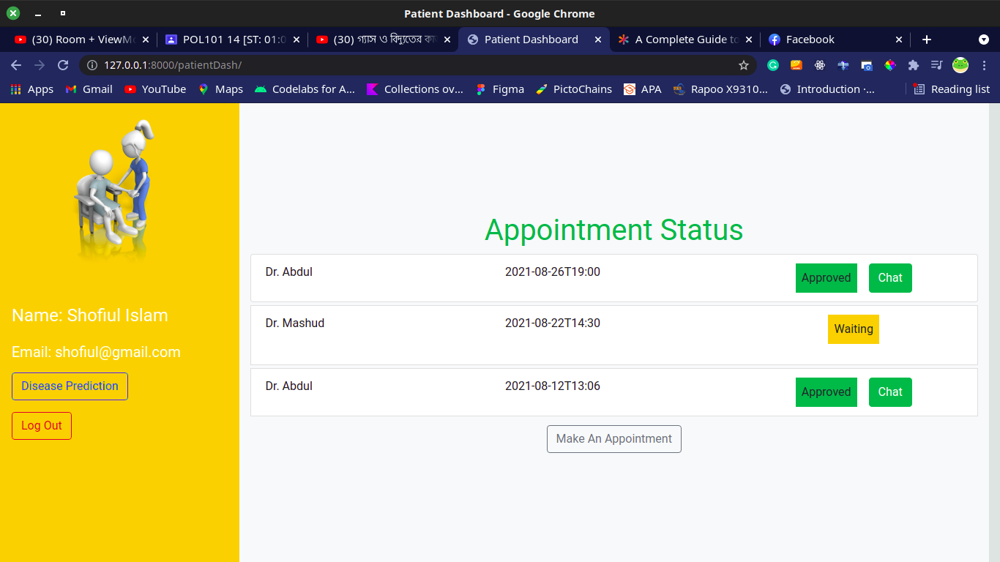 Patient Dashboard - Google Chrome
(30) Room + ViewMo
POL101 14 [ST: 01:0
(30) গ্যাস ও বিদ্যুতের
Patient Dashboard
A Complete Guide to
Facebook
127.0.0.1:8000/patientDash/
Apps
Gmail
YouTube
Maps
Codelabs for A...
Collections ov...
Figma
PictoChains
APA
Rapoo X9310...
Introduction ·...
Reading list
Appointment Status
Dr. Abdul 2021-08-26T19:00 Approved Chat
Dr. Mashud 2021-08-22T14:30 Waiting
Dr. Abdul 2021-08-12T13:06 Approved Chat
Make An Appointment
Name: Shofiul Islam
Email: shofiul@gmail.com
Disease Prediction
Log Out